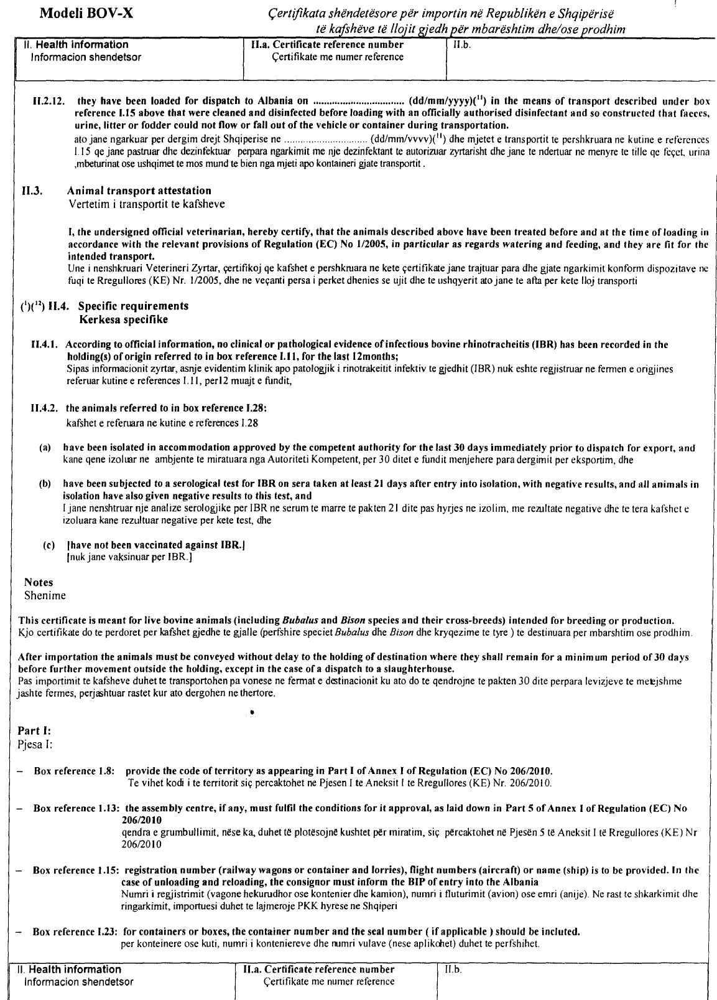 Modeli BOV-X
Çertifikata shëndetësore për importin në Republikën e Shqipërisë
të kafshëve të llojit gjedh për mbarështim dhe/ose prodhim
II. Health information
Informacion shendetsor
II.a. Certificate reference number
Çertifikate me numer reference
II.b.
II.2.12. they have been loaded for dispatch to Albania on ................................. (dd/mm/yyyy)(11) in the means of transport described under box
reference I.15 above that were cleaned and disinfected before loading with an officially authorised disinfectant and so constructed that faeces,
urine, litter or fodder could not flow or fall out of the vehicle or container during transportation.
ato jane ngarkuar per dergim drejt Shqiperise ne .............................. (dd/mm/vvvv)(11) dhe mjetet e transportit te pershkruara ne kutine e references
I.15 qe jane pastruar dhe dezinfektuar perpara ngarkimit me nje dezinfektant te autorizuar zyrtarisht dhe jane te ndertuar ne menyre te tille qe feçet, urina
,mbeturinat ose ushqimet te mos mund te bien nga mjeti apo kontaineri gjate transportit .
II.3. Animal transport attestation
Vertetim i transportit te kafsheve
I, the undersigned official veterinarian, hereby certify, that the animals described above have been treated before and at the time of loading in
accordance with the relevant provisions of Regulation (EC) No 1/2005, in particular as regards watering and feeding, and they are fit for the
intended transport.
Une i nenshkruari Veterineri Zyrtar, çertifikoj qe kafshet e pershkruara ne kete çertifikate jane trajtuar para dhe gjate ngarkimit konform dispozitave ne
fuqi te Rregullores (KE) Nr. 1/2005, dhe ne veçanti persa i perket dhenies se ujit dhe te ushqyerit ato jane te afta per kete lloj transporti
(1)(12) II.4. Specific requirements
Kerkesa specifike
II.4.1. According to official information, no clinical or pathological evidence of infectious bovine rhinotracheitis (IBR) has been recorded in the
holding(s) of origin referred to in box reference I.11, for the last 12months;
Sipas informacionit zyrtar, asnje evidentim klinik apo patologjik i rinotrakeitit infektiv te gjedhit (IBR) nuk eshte regjistruar ne fermen e origjines
referuar kutine e references I.11, per12 muajt e fundit,
II.4.2. the animals referred to in box reference I.28:
kafshet e referuara ne kutine e references I.28
(a) have been isolated in accommodation approved by the competent authority for the last 30 days immediately prior to dispatch for export, and
kane qene izoluar ne ambjente te miratuara nga Autoriteti Kompetent, per 30 ditet e fundit menjehere para dergimit per eksportim, dhe
(b) have been subjected to a serological test for IBR on sera taken at least 21 days after entry into isolation, with negative results, and all animals in
isolation have also given negative results to this test, and
I jane nenshtruar nje analize serologjike per IBR ne serum te marre te pakten 21 dite pas hyrjes ne izolim, me rezultate negative dhe te tera kafshet e
izoluara kane rezultuar negative per kete test, dhe
(c) [have not been vaccinated against IBR.]
[nuk jane vaksinuar per IBR.]
Notes
Shenime
This certificate is meant for live bovine animals (including Bubalus and Bison species and their cross-breeds) intended for breeding or production.
Kjo certifikate do te perdoret per kafshet gjedhe te gjalle (perfshire speciet Bubalus dhe Bison dhe kryqezime te tyre ) te destinuara per mbarshtim ose prodhim.
After importation the animals must be conveyed without delay to the holding of destination where they shall remain for a minimum period of 30 days
before further movement outside the holding, except in the case of a dispatch to a slaughterhouse.
Pas importimit te kafsheve duhet te transportohen pa vonese ne fermat e destinacionit ku ato do te qendrojne te pakten 30 dite perpara levizjeve te metejshme
jashte fermes, perjashtuar rastet kur ato dergohen ne thertore.
Part I:
Pjesa I:
– Box reference I.8: provide the code of territory as appearing in Part I of Annex I of Regulation (EC) No 206/2010.
Te vihet kodi i te territorit siç percaktohet ne Pjesen I te Aneksit I te Rregullores (KE) Nr. 206/2010.
– Box reference I.13: the assembly centre, if any, must fulfil the conditions for it approval, as laid down in Part 5 of Annex I of Regulation (EC) No
206/2010
qendra e grumbullimit, nëse ka, duhet të plotësojnë kushtet për miratim, siç përcaktohet në Pjesën 5 të Aneksit I të Rregullores (KE) Nr
206/2010
– Box reference I.15: registration number (railway wagons or container and lorries), flight numbers (aircraft) or name (ship) is to be provided. In the
case of unloading and reloading, the consignor must inform the BIP of entry into the Albania
Numri i regjistrimit (vagone hekurudhor ose kontenier dhe kamion), numri i fluturimit (avion) ose emri (anije). Ne rast te shkarkimit dhe
ringarkimit, importuesi duhet te lajmeroje PKK hyrese ne Shqiperi
– Box reference I.23: for containers or boxes, the container number and the seal number ( if applicable ) should be incluted.
per konteinere ose kuti, numri i konteniereve dhe numri vulave (nese aplikohet) duhet te perfshihet.
II. Health information
Informacion shendetsor
II.a. Certificate reference number
Çertifikate me numer reference
II.b.